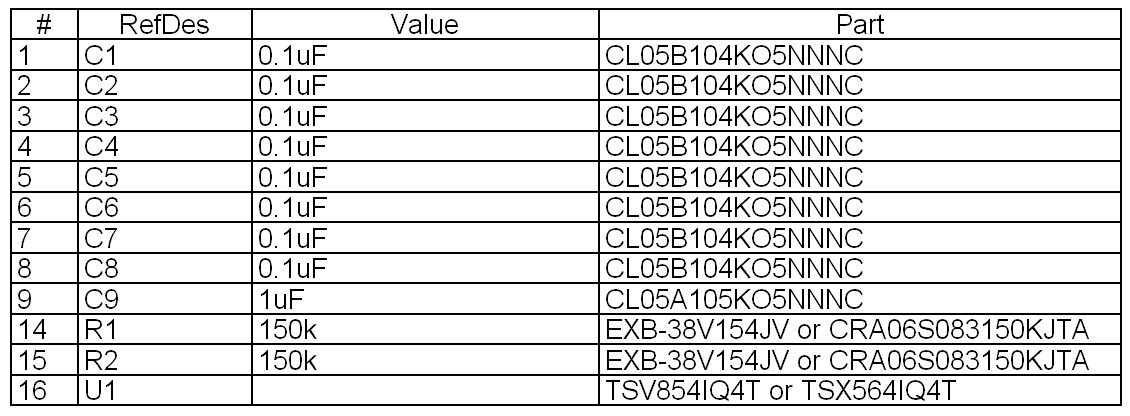 # RefDes Value Part
1 C1 0.1uF CL05B104KO5NNNC
2 C2 0.1uF CL05B104KO5NNNC
3 C3 0.1uF CL05B104KO5NNNC
4 C4 0.1uF CL05B104KO5NNNC
5 C5 0.1uF CL05B104KO5NNNC
6 C6 0.1uF CL05B104KO5NNNC
7 C7 0.1uF CL05B104KO5NNNC
8 C8 0.1uF CL05B104KO5NNNC
9 C9 1uF CL05A105KO5NNNC
14 R1 150k EXB-38V154JV or CRA06S083150KJTA
15 R2 150k EXB-38V154JV or CRA06S083150KJTA
16 U1 TSV854IQ4T or TSX564IQ4T